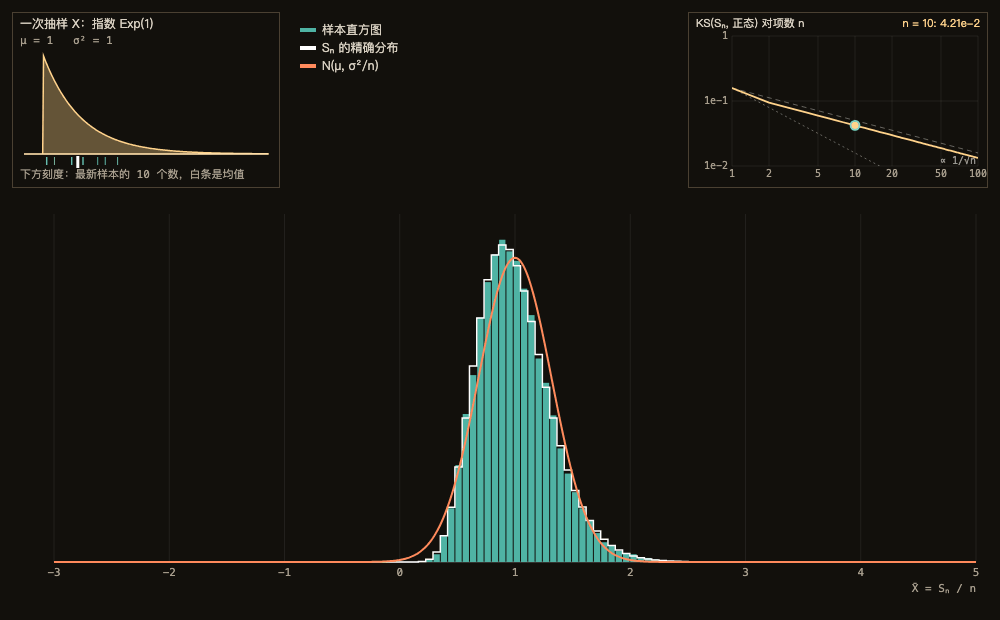 一次抽样 X：指数 Exp(1)
μ = 1 σ² = 1
下方刻度：最新样本的 10 个数，白条是均值
样本直方图
Sₙ 的精确分布
N(μ, σ²/n)
KS(Sₙ, 正态) 对项数 n
n = 10: 4.21e-2
1
1e-1
1e-2
∝ 1/√n
1 2 5 10 20 50 100
−3 −2 −1 0 1 2 3 4 5
X̄ = Sₙ / n